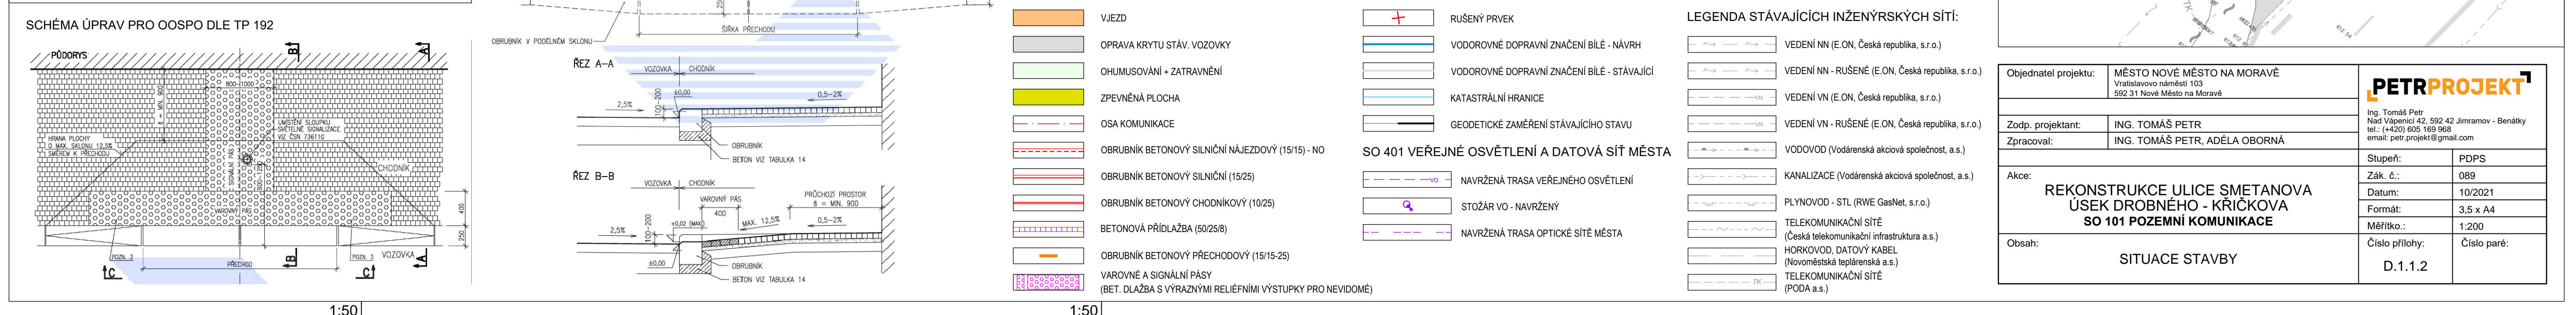 SCHÉMA ÚPRAV PRO OOSPO DLE TP 192
PŮDORYS
B
A
800-1000
š = MIN. 900
UMÍSTĚNÍ SLOUPKU
SVĚTELNÉ SIGNALIZACE
VIZ ČSN 736110
HRANA PLOCHY
O MAX. SKLONU 12,5%
SMĚREM K PŘECHODU
SIGNÁLNÍ PÁS
CHODNÍK
VAROVNÝ PÁS
400
250
POZN. 3
POZN. 3
VOZOVKA
PŘECHOD
C
B
C
A
1:50
25
ŠÍŘKA PŘECHODU
OBRUBNÍK V PODÉLNÉM SKLONU
ŘEZ A-A
VOZOVKA
CHODNÍK
±0,00
0,5-2%
2,5%
100-200
OBRUBNÍK
BETON VIZ TABULKA 14
ŘEZ B-B
VOZOVKA
CHODNÍK
PRŮCHOZÍ PROSTOR
š = MIN. 900
VAROVNÝ PÁS
400
+0,02 (MAX)
MAX. 12,5%
0,5-2%
2,5%
100-200
±0,00
OBRUBNÍK
BETON VIZ TABULKA 14
1:50
VJEZD
OPRAVA KRYTU STÁV. VOZOVKY
OHUMUSOVÁNÍ + ZATRAVNĚNÍ
ZPEVNĚNÁ PLOCHA
OSA KOMUNIKACE
OBRUBNÍK BETONOVÝ SILNIČNÍ NÁJEZDOVÝ (15/15) - NO
OBRUBNÍK BETONOVÝ SILNIČNÍ (15/25)
OBRUBNÍK BETONOVÝ CHODNÍKOVÝ (10/25)
BETONOVÁ PŘÍDLAŽBA (50/25/8)
OBRUBNÍK BETONOVÝ PŘECHODOVÝ (15/15-25)
VAROVNÉ A SIGNÁLNÍ PÁSY
(BET. DLAŽBA S VÝRAZNÝMI RELIÉFNÍMI VÝSTUPKY PRO NEVIDOMÉ)
RUŠENÝ PRVEK
VODOROVNÉ DOPRAVNÍ ZNAČENÍ BÍLÉ - NÁVRH
VODOROVNÉ DOPRAVNÍ ZNAČENÍ BÍLÉ - STÁVAJÍCÍ
KATASTRÁLNÍ HRANICE
GEODETICKÉ ZAMĚŘENÍ STÁVAJÍCÍHO STAVU
SO 401 VEŘEJNÉ OSVĚTLENÍ A DATOVÁ SÍŤ MĚSTA
VO
NAVRŽENÁ TRASA VEŘEJNÉHO OSVĚTLENÍ
STOŽÁR VO - NAVRŽENÝ
NAVRŽENÁ TRASA OPTICKÉ SÍTĚ MĚSTA
LEGENDA STÁVAJÍCÍCH INŽENÝRSKÝCH SÍTÍ:
VEDENÍ NN (E.ON, Česká republika, s.r.o.)
VEDENÍ NN - RUŠENÉ (E.ON, Česká republika, s.r.o.)
VN
VEDENÍ VN (E.ON, Česká republika, s.r.o.)
VN
VEDENÍ VN - RUŠENÉ (E.ON, Česká republika, s.r.o.)
VODOVOD (Vodárenská akciová společnost, a.s.)
KANALIZACE (Vodárenská akciová společnost, a.s.)
PLYNOVOD - STL (RWE GasNet, s.r.o.)
TELEKOMUNIKAČNÍ SÍTĚ
(Česká telekomunikační infrastruktura a.s.)
HORKOVOD, DATOVÝ KABEL
(Novoměstská teplárenská a.s.)
TK
TELEKOMUNIKAČNÍ SÍTĚ
(PODA a.s.)
TK
Objednatel projektu:
MĚSTO NOVÉ MĚSTO NA MORAVĚ
Vratislavovo náměstí 103
592 31 Nové Město na Moravě
Zodp. projektant:
ING. TOMÁŠ PETR
Zpracoval:
ING. TOMÁŠ PETR, ADÉLA OBORNÁ
PETRPROJEKT
Ing. Tomáš Petr
Nad Vápenicí 42, 592 42 Jimramov - Benátky
tel.: (+420) 605 169 968
email: petr.projekt@gmail.com
Akce:
REKONSTRUKCE ULICE SMETANOVA
ÚSEK DROBNÉHO - KŘIČKOVA
SO 101 POZEMNÍ KOMUNIKACE
Stupeň: PDPS
Zák. č.: 089
Datum: 10/2021
Formát: 3,5 x A4
Měřítko.: 1:200
Obsah:
SITUACE STAVBY
Číslo přílohy:
D.1.1.2
Číslo paré: